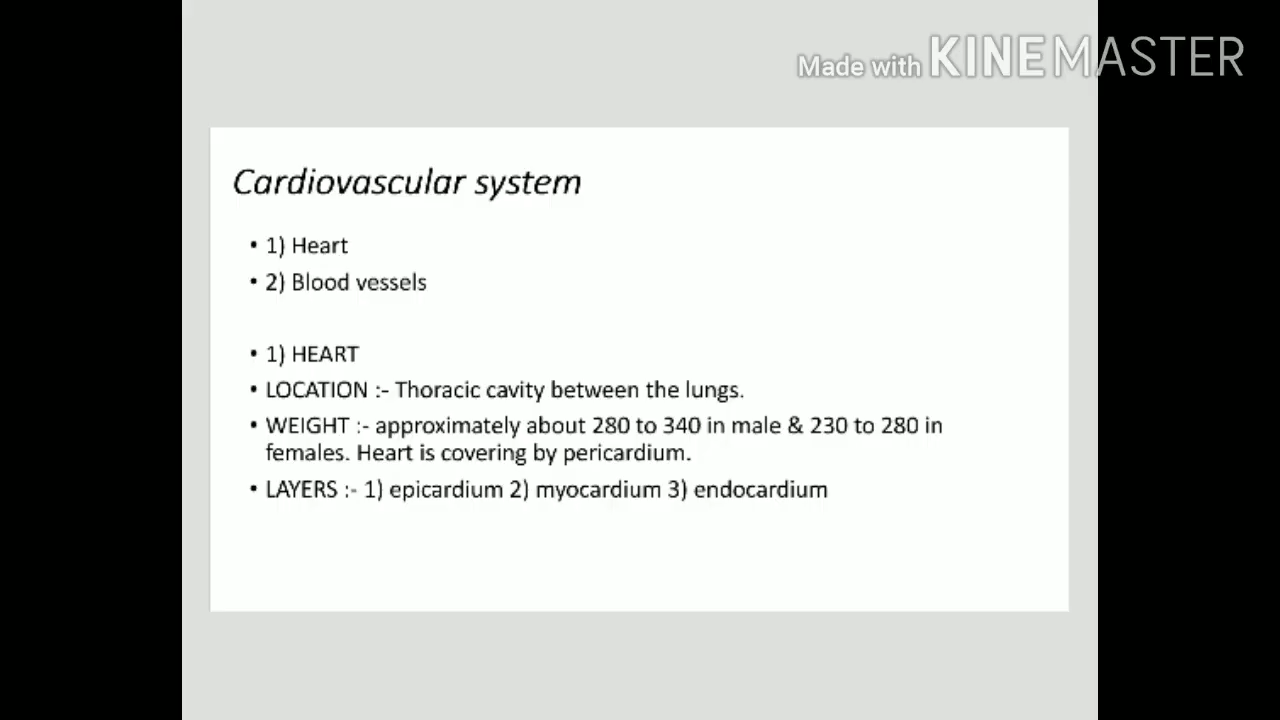 Made with KINEMASTER
Cardiovascular system
• 1) Heart
• 2) Blood vessels
• 1) HEART
• LOCATION :- Thoracic cavity between the lungs.
• WEIGHT :- approximately about 280 to 340 in male & 230 to 280 in
females. Heart is covering by pericardium.
• LAYERS :- 1) epicardium 2) myocardium 3) endocardium